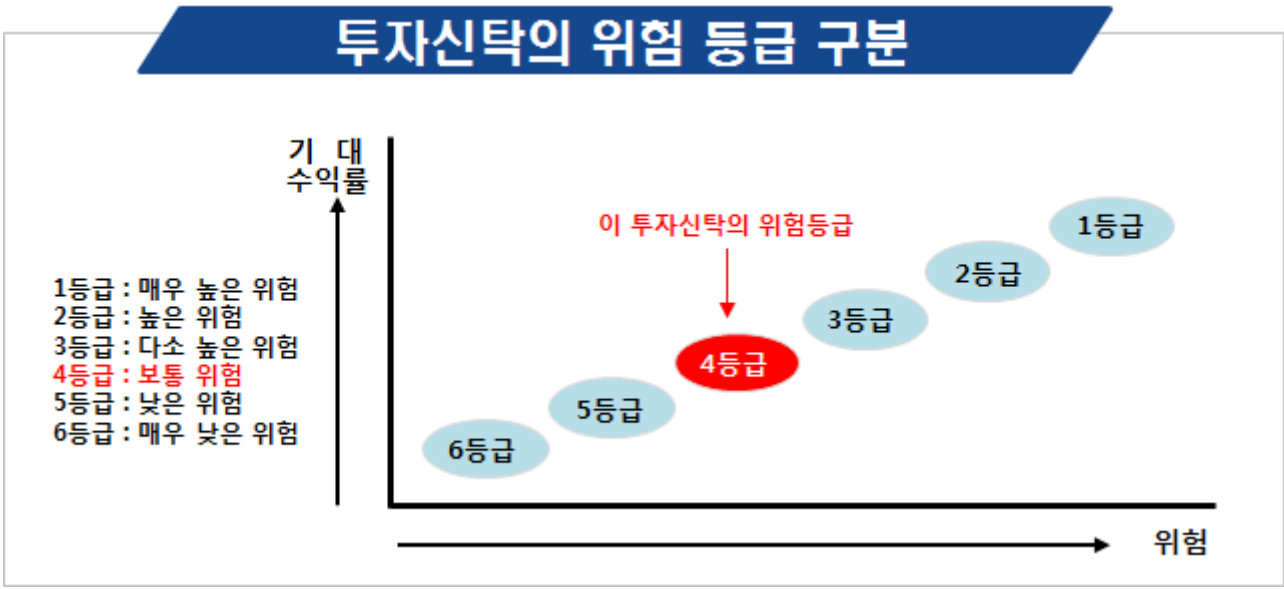 투자신탁의 위험 등급 구분
기 대
수익률
이 투자신탁의 위험등급
1등급
2등급
3등급
4등급
5등급
6등급
1등급 : 매우 높은 위험
2등급 : 높은 위험
3등급 : 다소 높은 위험
4등급 : 보통 위험
5등급 : 낮은 위험
6등급 : 매우 낮은 위험
위험